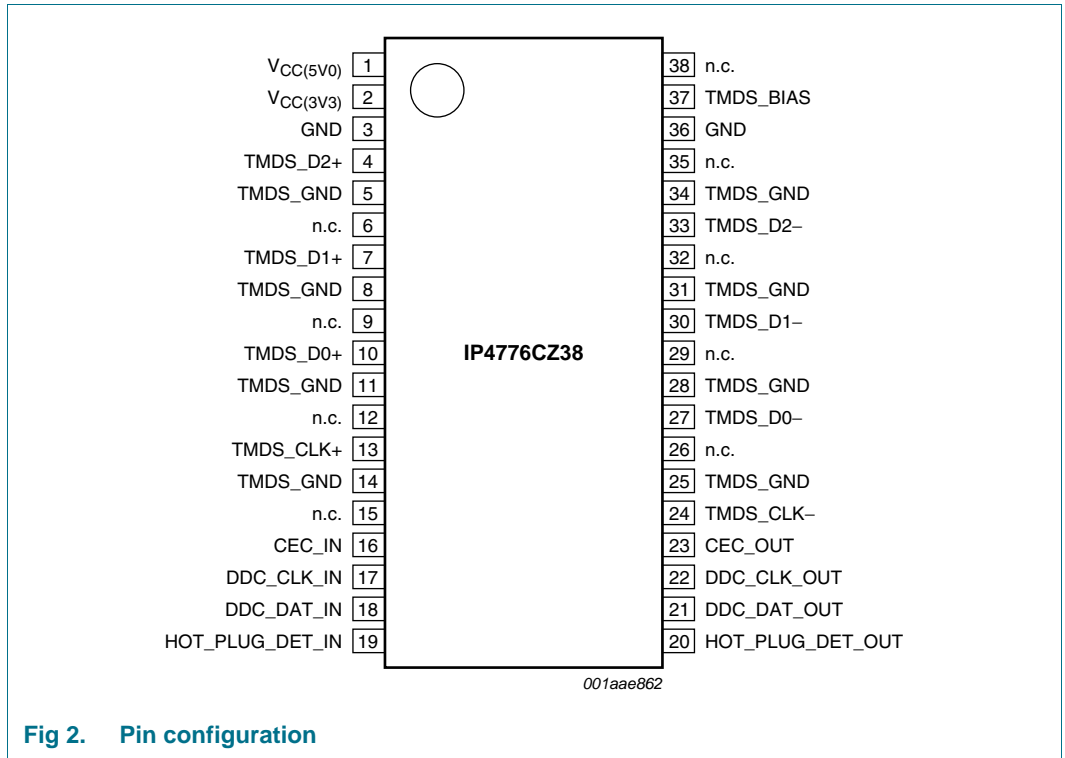 VCC(5V0) 1
VCC(3V3) 2
GND 3
TMDS_D2+ 4
TMDS_GND 5
n.c. 6
TMDS_D1+ 7
TMDS_GND 8
n.c. 9
TMDS_D0+ 10
TMDS_GND 11
n.c. 12
TMDS_CLK+ 13
TMDS_GND 14
n.c. 15
CEC_IN 16
DDC_CLK_IN 17
DDC_DAT_IN 18
HOT_PLUG_DET_IN 19
IP4776CZ38
38 n.c.
37 TMDS_BIAS
36 GND
35 n.c.
34 TMDS_GND
33 TMDS_D2−
32 n.c.
31 TMDS_GND
30 TMDS_D1−
29 n.c.
28 TMDS_GND
27 TMDS_D0−
26 n.c.
25 TMDS_GND
24 TMDS_CLK−
23 CEC_OUT
22 DDC_CLK_OUT
21 DDC_DAT_OUT
20 HOT_PLUG_DET_OUT
001aae862
Fig 2. Pin configuration